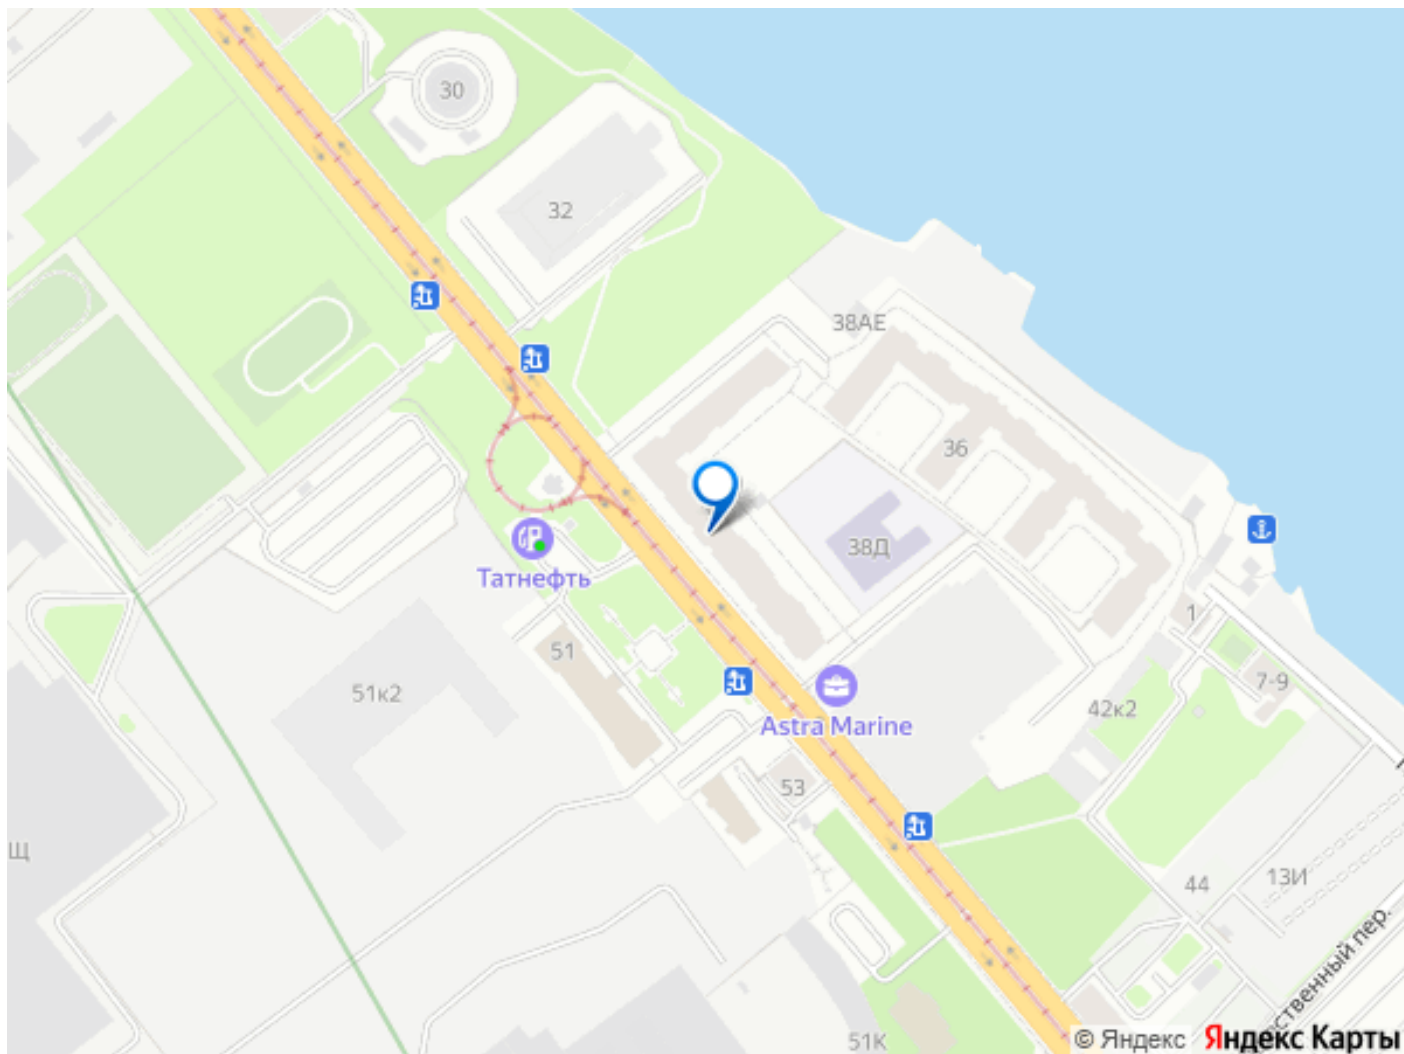 30
32
38АЕ
36
38Д
Татнефть
51
51к2
1
7-9
42к2
Astra Marine
53
Щ
44
13И
ственный пер.
51К
© Яндекс Яндекс Карты